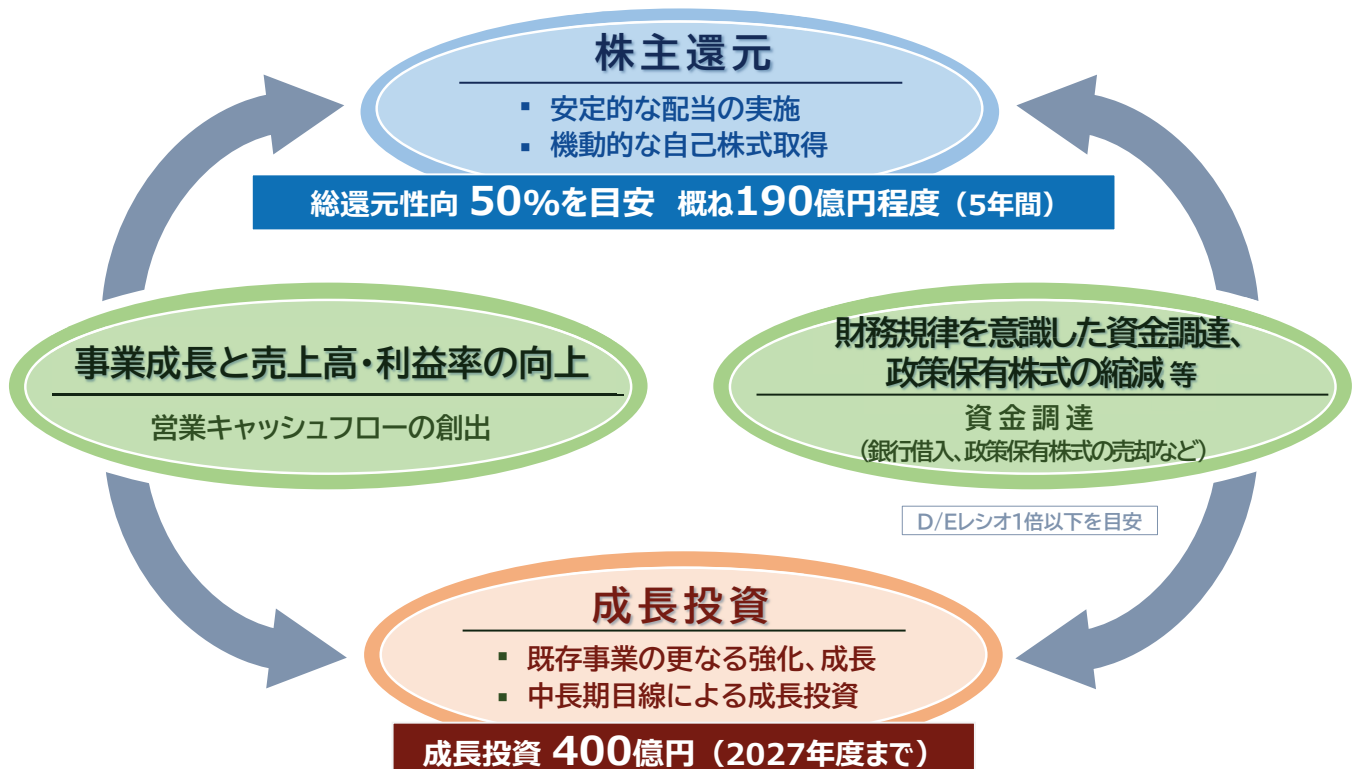 株主還元
▪ 安定的な配当の実施
▪ 機動的な自己株式取得
総還元性向 50%を目安 概ね190億円程度（5年間）
事業成長と売上高・利益率の向上
営業キャッシュフローの創出
財務規律を意識した資金調達、
政策保有株式の縮減 等
資金調達
（銀行借入、政策保有株式の売却など）
D/Eレシオ1倍以下を目安
成長投資
▪ 既存事業の更なる強化、成長
▪ 中長期目線による成長投資
成長投資 400億円（2027年度まで）